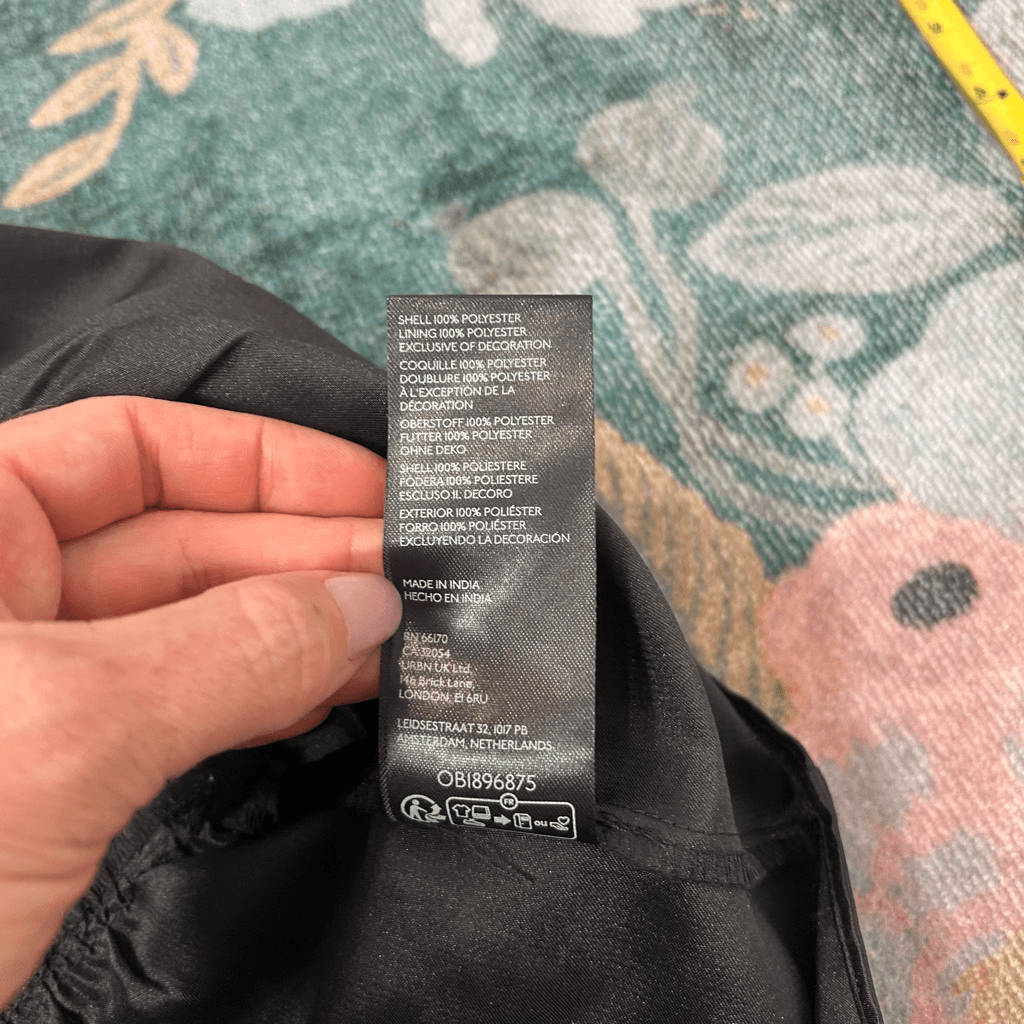 SHELL 100% POLYESTER
LINING 100% POLYESTER
EXCLUSIVE OF DECORATION
COQUILLE 100% POLYESTER
DOUBLURE 100% POLYESTER
À L'EXCEPTION DE LA
DÉCORATION
OBERSTOFF 100% POLYESTER
FUTTER 100% POLYESTER
OHNE DEKO
SHELL 100% POLIESTERE
FODERA 100% POLIESTERE
ESCLUSO IL DECORO
EXTERIOR 100% POLIÉSTER
FORRO 100% POLIÉSTER
EXCLUYENDO LA DECORACIÓN
MADE IN INDIA
HECHO EN INDIA
RN 66170
CA 32054
URBN UK Ltd.
146 Brick Lane,
LONDON, E1 6RU
LEIDSESTRAAT 32, 1017 PB
AMSTERDAM, NETHERLANDS
OB1896875
FR
ou